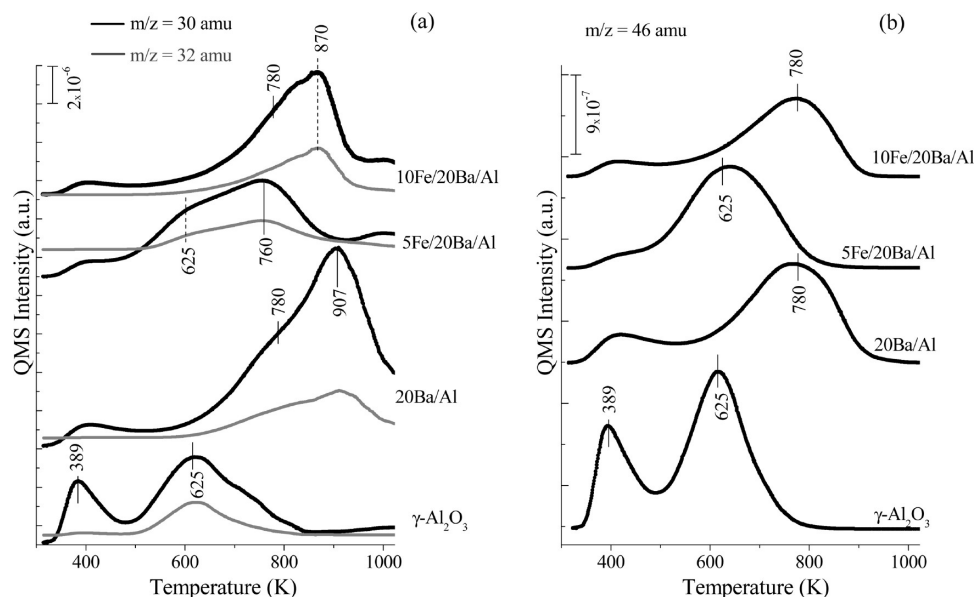 m/z = 30 amu
m/z = 32 amu
(a)
2x10⁻⁶
780
870
10Fe/20Ba/Al
625
760
5Fe/20Ba/Al
780
907
20Ba/Al
389
625
γ-Al₂O₃
QMS Intensity (a.u.)
400 600 800 1000
Temperature (K)
(b)
m/z = 46 amu
9x10⁻⁷
780
10Fe/20Ba/Al
625
5Fe/20Ba/Al
780
20Ba/Al
389
625
γ-Al₂O₃
QMS Intensity (a.u.)
400 600 800 1000
Temperature (K)